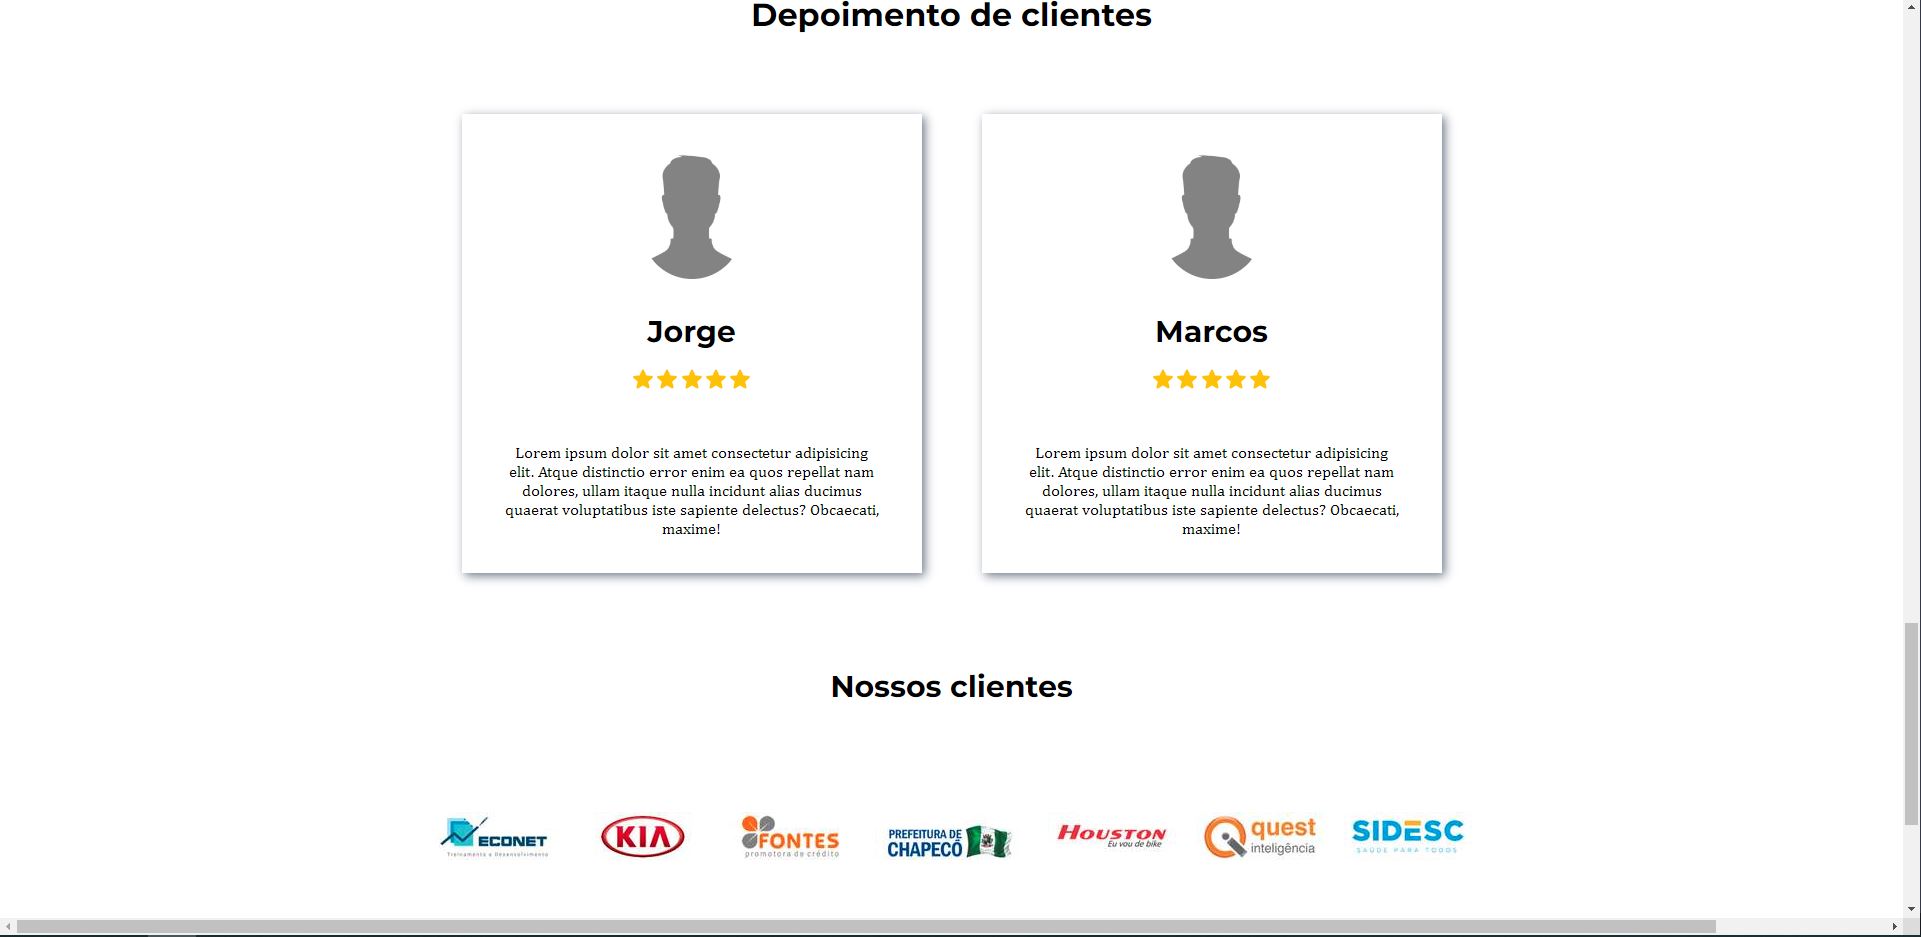 Depoimento de clientes
Jorge
Lorem ipsum dolor sit amet consectetur adipisicing
elit. Atque distinctio error enim ea quos repellat nam
dolores, ullam itaque nulla incidunt alias ducimus
quaerat voluptatibus iste sapiente delectus? Obcaecati,
maxime!
Marcos
Lorem ipsum dolor sit amet consectetur adipisicing
elit. Atque distinctio error enim ea quos repellat nam
dolores, ullam itaque nulla incidunt alias ducimus
quaerat voluptatibus iste sapiente delectus? Obcaecati,
maxime!
Nossos clientes
ECONET
Treinamento e Desenvolvimento
KIA
FONTES
promotora de crédito
PREFEITURA DE
CHAPECÓ
HOUSTON
Eu vou de bike
quest
inteligência
SIDESC
SAÚDE PARA TODOS